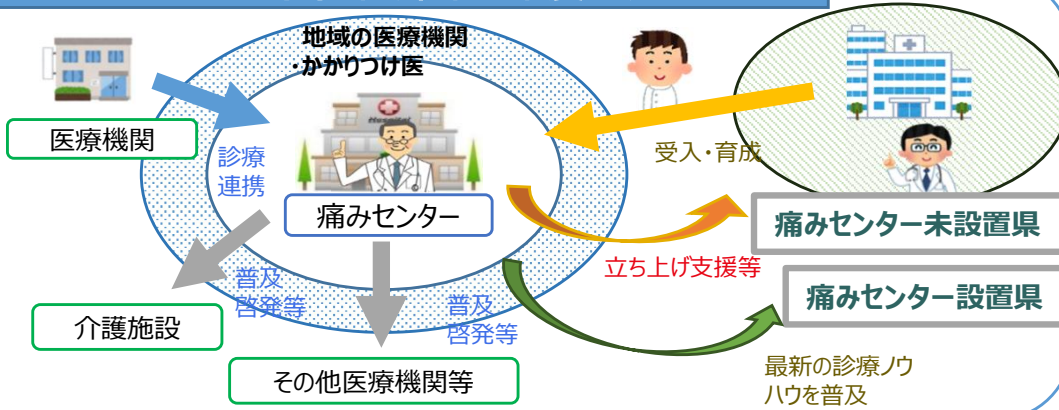 地域の医療機関
・かかりつけ医
医療機関
Hospital
診療
連携
受入・育成
痛みセンター
痛みセンター未設置県
立ち上げ支援等
普及
啓発等
普及
啓発等
痛みセンター設置県
介護施設
その他医療機関等
最新の診療ノウ
ハウを普及